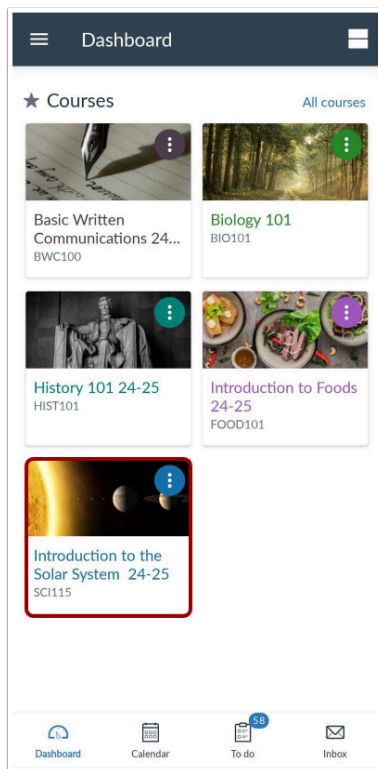 Dashboard
★ Courses
All courses
Basic Written
Communications 24...
BWC100
Biology 101
BIO101
History 101 24-25
HIST101
Introduction to Foods
24-25
FOOD101
Introduction to the
Solar System 24-25
SCI115
58
Dashboard
Calendar
To do
Inbox